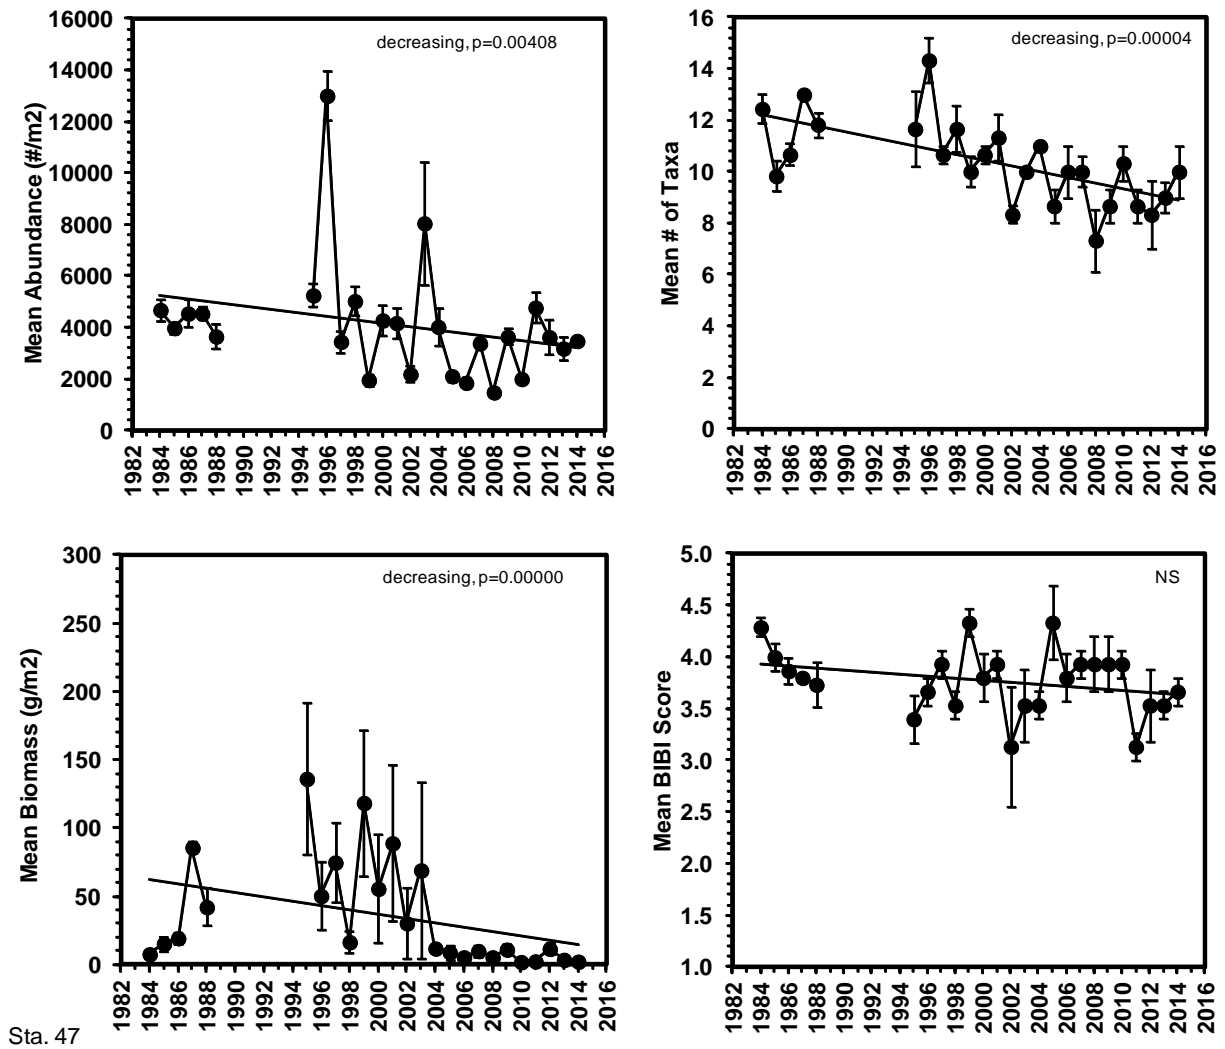 Mean Abundance (#/m2)
16000
14000
12000
10000
8000
6000
4000
2000
0
decreasing, p=0.00408
1982 1984 1986 1988 1990 1992 1994 1996 1998 2000 2002 2004 2006 2008 2010 2012 2014 2016
Mean # of Taxa
16
14
12
10
8
6
4
2
0
decreasing, p=0.00004
1982 1984 1986 1988 1990 1992 1994 1996 1998 2000 2002 2004 2006 2008 2010 2012 2014 2016
Mean Biomass (g/m2)
300
250
200
150
100
50
0
decreasing, p=0.00000
1982 1984 1986 1988 1990 1992 1994 1996 1998 2000 2002 2004 2006 2008 2010 2012 2014 2016
Mean BIBI Score
5.0
4.5
4.0
3.5
3.0
2.5
2.0
1.5
1.0
NS
1982 1984 1986 1988 1990 1992 1994 1996 1998 2000 2002 2004 2006 2008 2010 2012 2014 2016
Sta. 47